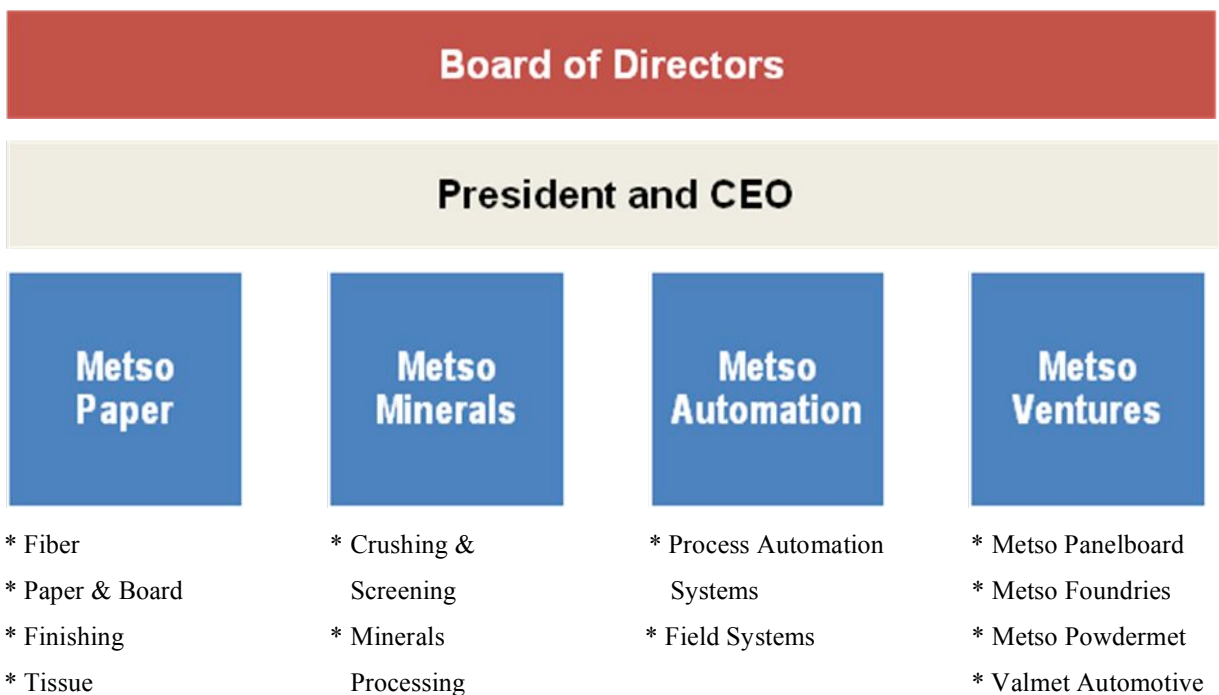 Board of Directors
President and CEO
Metso
Paper
Metso
Minerals
Metso
Automation
Metso
Ventures
* Fiber
* Paper & Board
* Finishing
* Tissue
* Crushing &
Screening
* Minerals
Processing
* Process Automation
Systems
* Field Systems
* Metso Panelboard
* Metso Foundries
* Metso Powdermet
* Valmet Automotive